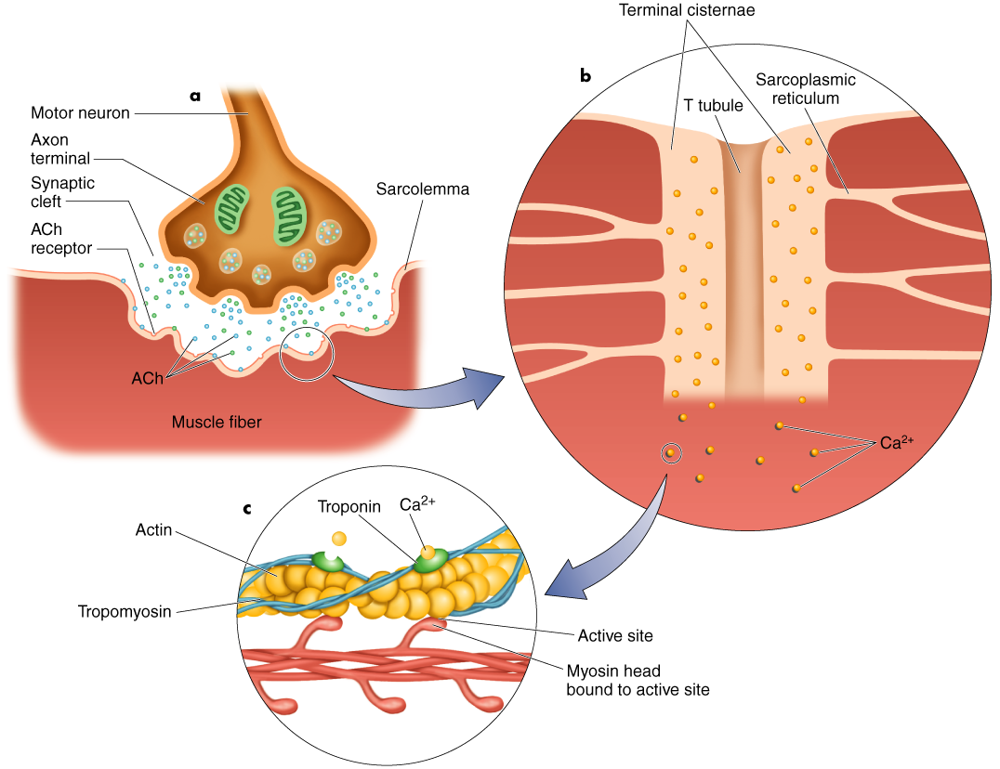 a
Motor neuron
Axon
terminal
Synaptic
cleft
ACh
receptor
Sarcolemma
ACh
Muscle fiber
Terminal cisternae
b
Sarcoplasmic
reticulum
T tubule
Ca2+
c
Troponin
Ca2+
Actin
Tropomyosin
Active site
Myosin head
bound to active site